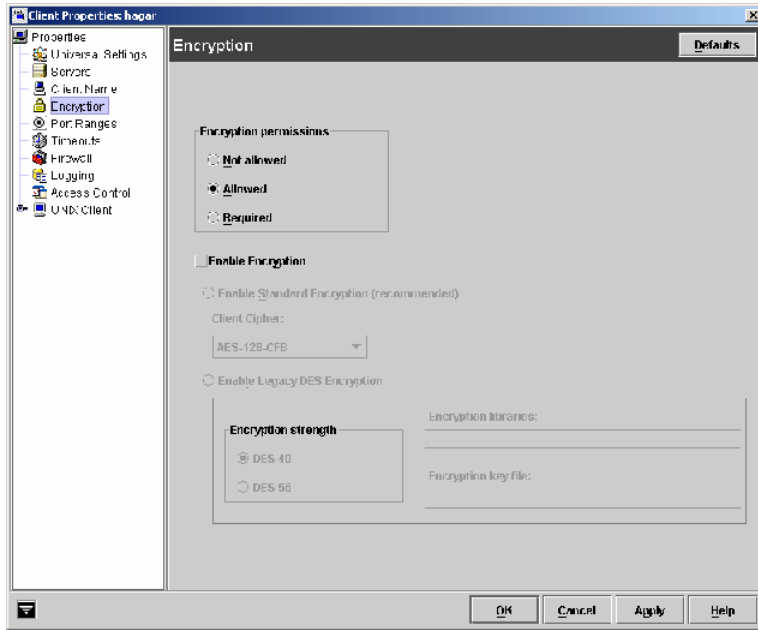 Client Properties: hagar
Properties
Universal Settings
Servers
Client Name
Encryption
Port Ranges
Timeouts
Firewall
Logging
Access Control
UNIX Client
Encryption
Defaults
Encryption permissions
Not allowed
Allowed
Required
Enable Encryption
Enable Standard Encryption (recommended)
Client Cipher:
AES-128-CFB
Enable Legacy DES Encryption
Encryption strength
DES 40
DES 56
Encryption libraries:
Encryption key file:
OK
Cancel
Apply
Help